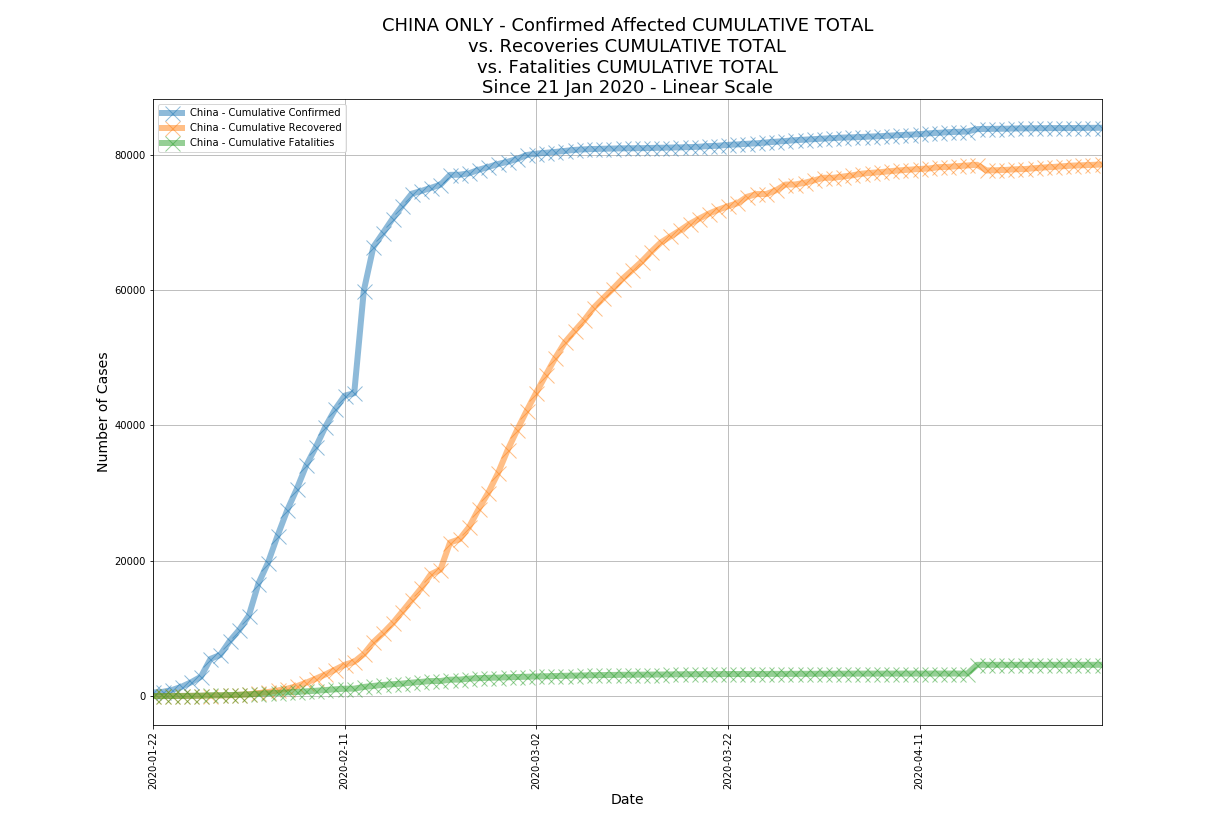 CHINA ONLY - Confirmed Affected CUMULATIVE TOTAL
vs. Recoveries CUMULATIVE TOTAL
vs. Fatalities CUMULATIVE TOTAL
Since 21 Jan 2020 - Linear Scale
China - Cumulative Confirmed
China - Cumulative Recovered
China - Cumulative Fatalities
80000
60000
40000
20000
0
Number of Cases
2020-01-22
2020-02-11
2020-03-02
2020-03-22
2020-04-11
Date